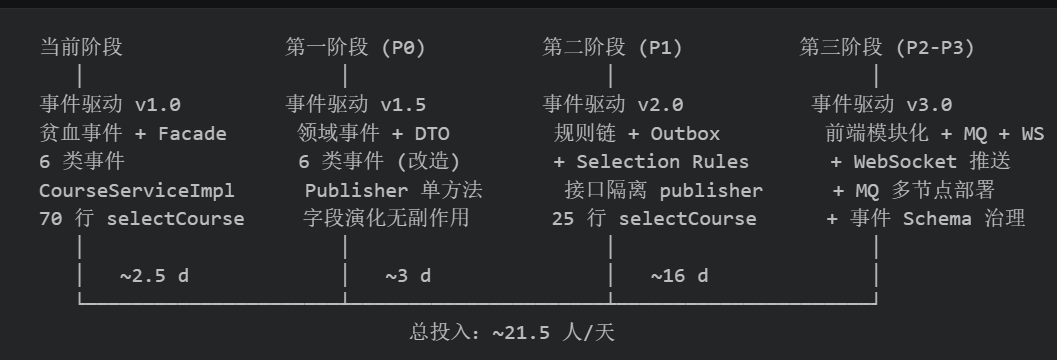 当前阶段 第一阶段 (P0) 第二阶段 (P1) 第三阶段 (P2-P3)
事件驱动 v1.0 事件驱动 v1.5 事件驱动 v2.0 事件驱动 v3.0
贫血事件 + Facade 领域事件 + DTO 规则链 + Outbox 前端模块化 + MQ + WS
6 类事件 6 类事件 (改造) + Selection Rules + WebSocket 推送
CourseServiceImpl Publisher 单方法 接口隔离 publisher + MQ 多节点部署
70 行 selectCourse 字段演化无副作用 25 行 selectCourse + 事件 Schema 治理
~2.5 d ~3 d ~16 d
总投入: ~21.5 人/天